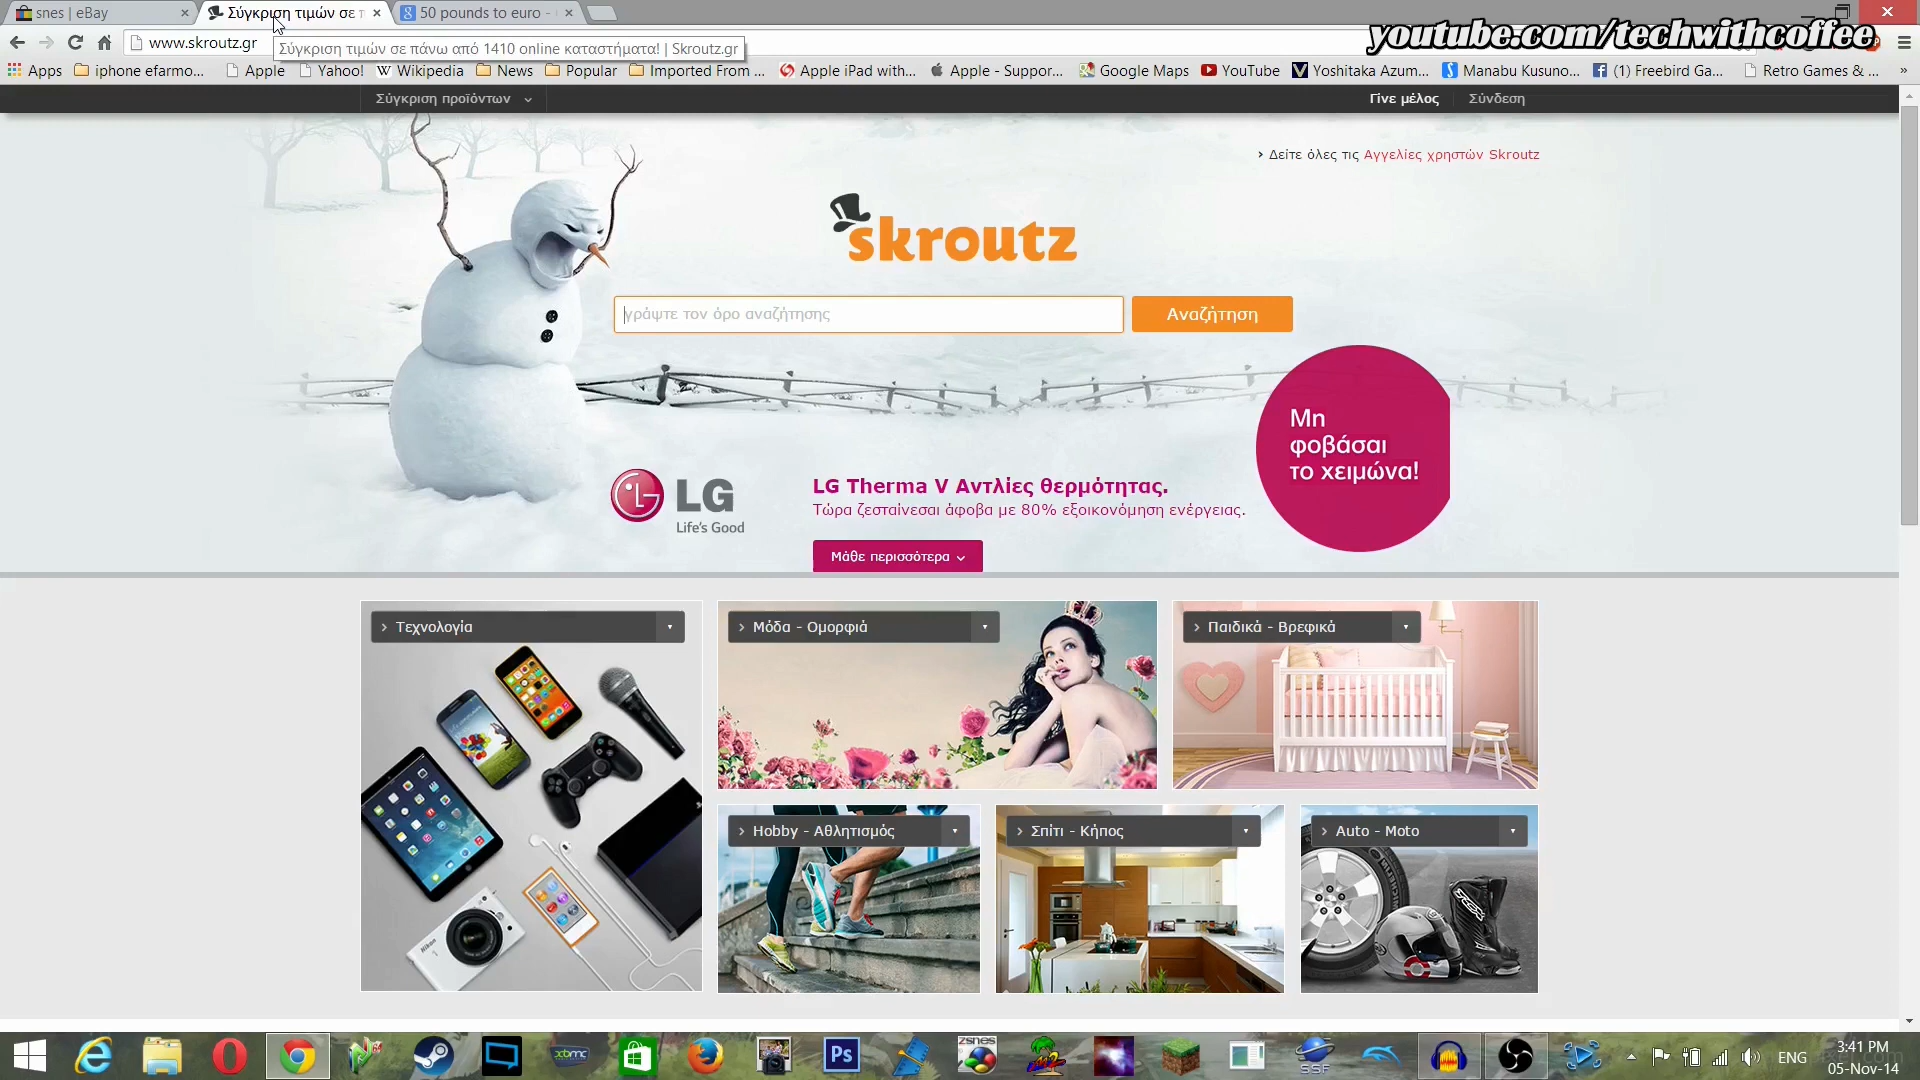 snes | eBay
Σύγκριση τιμών σε π
50 pounds to euro -
www.skroutz.gr
Σύγκριση τιμών σε πάνω από 1410 online καταστήματα! | Skroutz.gr
youtube.com/techwithcoffee
Apps
iphone efarmo...
Apple
Yahoo!
Wikipedia
News
Popular
Imported From ...
Apple iPad with...
Apple - Suppor...
Google Maps
YouTube
Yoshitaka Azum...
Manabu Kusuno...
(1) Freebird Ga...
Retro Games & ...
»
Σύγκριση προϊόντων
Γίνε μέλος
Σύνδεση
› Δείτε όλες τις Αγγελίες χρηστών Skroutz
skroutz
γράψτε τον όρο αναζήτησης
Αναζήτηση
Μη
φοβάσαι
το χειμώνα!
LG
Life's Good
LG Therma V Αντλίες θερμότητας.
Τώρα ζεσταίνεσαι άφοβα με 80% εξοικονόμηση ενέργειας.
Μάθε περισσότερα
› Τεχνολογία
› Μόδα - Ομορφιά
› Παιδικά - Βρεφικά
› Hobby - Αθλητισμός
› Σπίτι - Κήπος
› Auto - Moto
Nikon
xbmc
Ps
ZSNES
SSF
ENG
3:41 PM
05-Nov-14